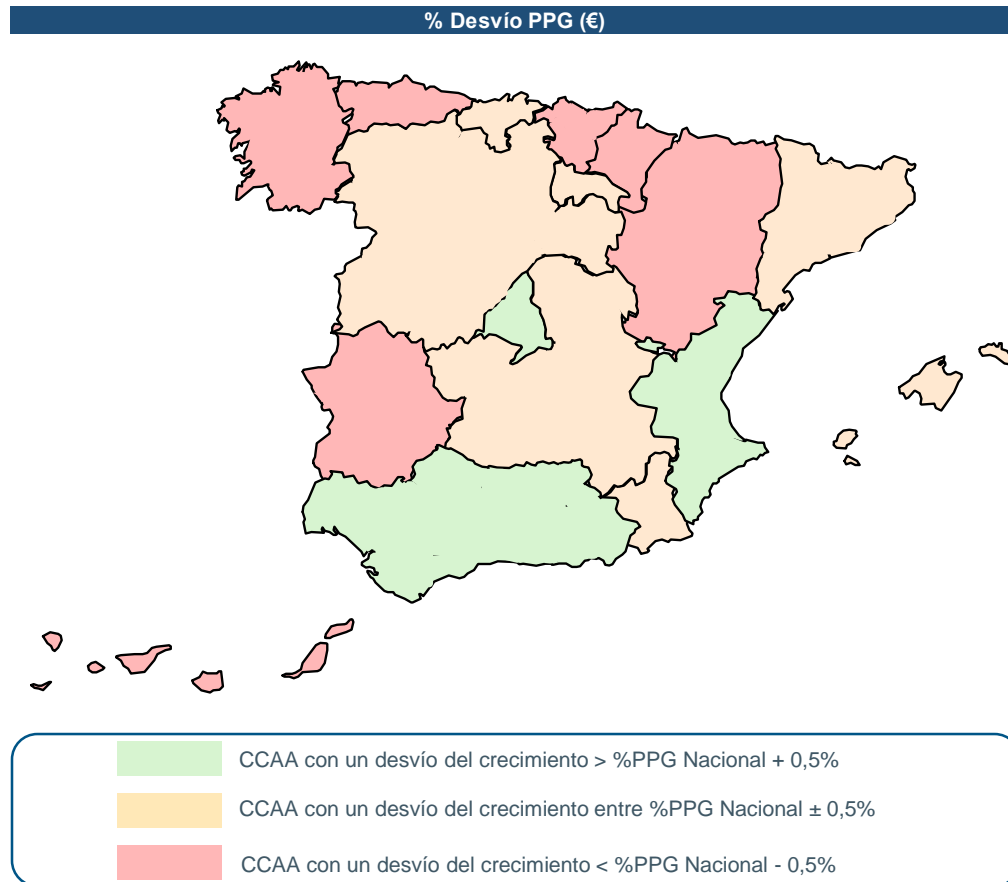 % Desvío PPG (€)
CCAA con un desvío del crecimiento > %PPG Nacional + 0,5%
CCAA con un desvío del crecimiento entre %PPG Nacional ± 0,5%
CCAA con un desvío del crecimiento < %PPG Nacional - 0,5%